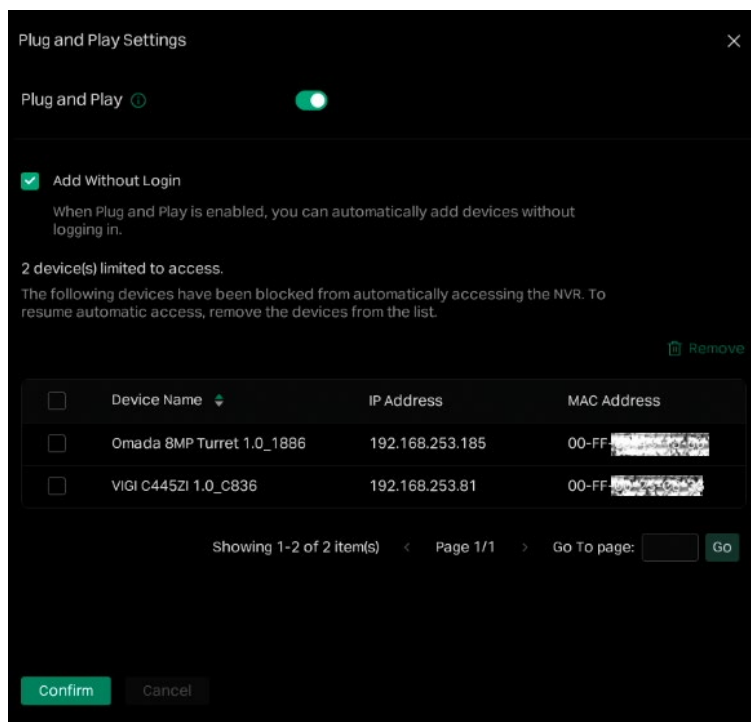 Plug and Play Settings
Plug and Play
Add Without Login
When Plug and Play is enabled, you can automatically add devices without
logging in.
2 device(s) limited to access.
The following devices have been blocked from automatically accessing the NVR. To
resume automatic access, remove the devices from the list.
Remove
Device Name IP Address MAC Address
Omada 8MP Turret 1.0_1886 192.168.253.185 00-FF-
VIGI C445ZI 1.0_C836 192.168.253.81 00-FF-
Showing 1-2 of 2 item(s) < Page 1/1 > Go To page: Go
Confirm Cancel